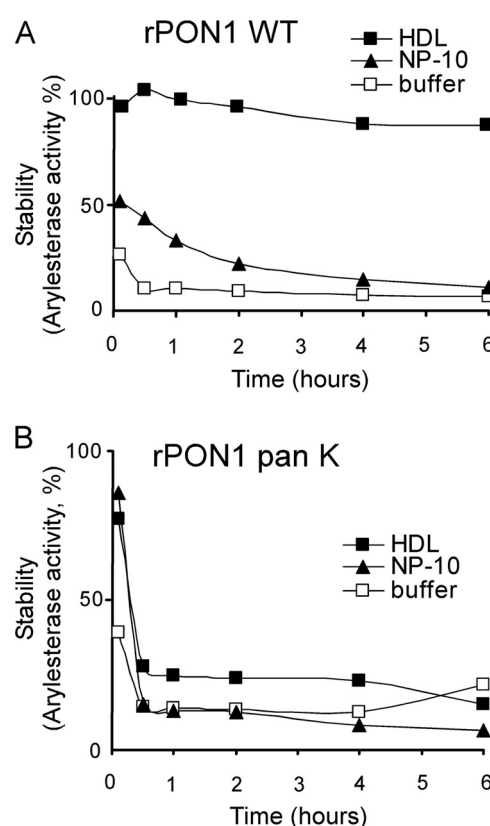 A
rPON1 WT
HDL
NP-10
buffer
Stability
(Arylesterase activity %)
100
50
0
0 1 2 3 4 5 6
Time (hours)
B
rPON1 pan K
HDL
NP-10
buffer
Stability
(Arylesterase activity, %)
100
50
0
0 1 2 3 4 5 6
Time (hours)